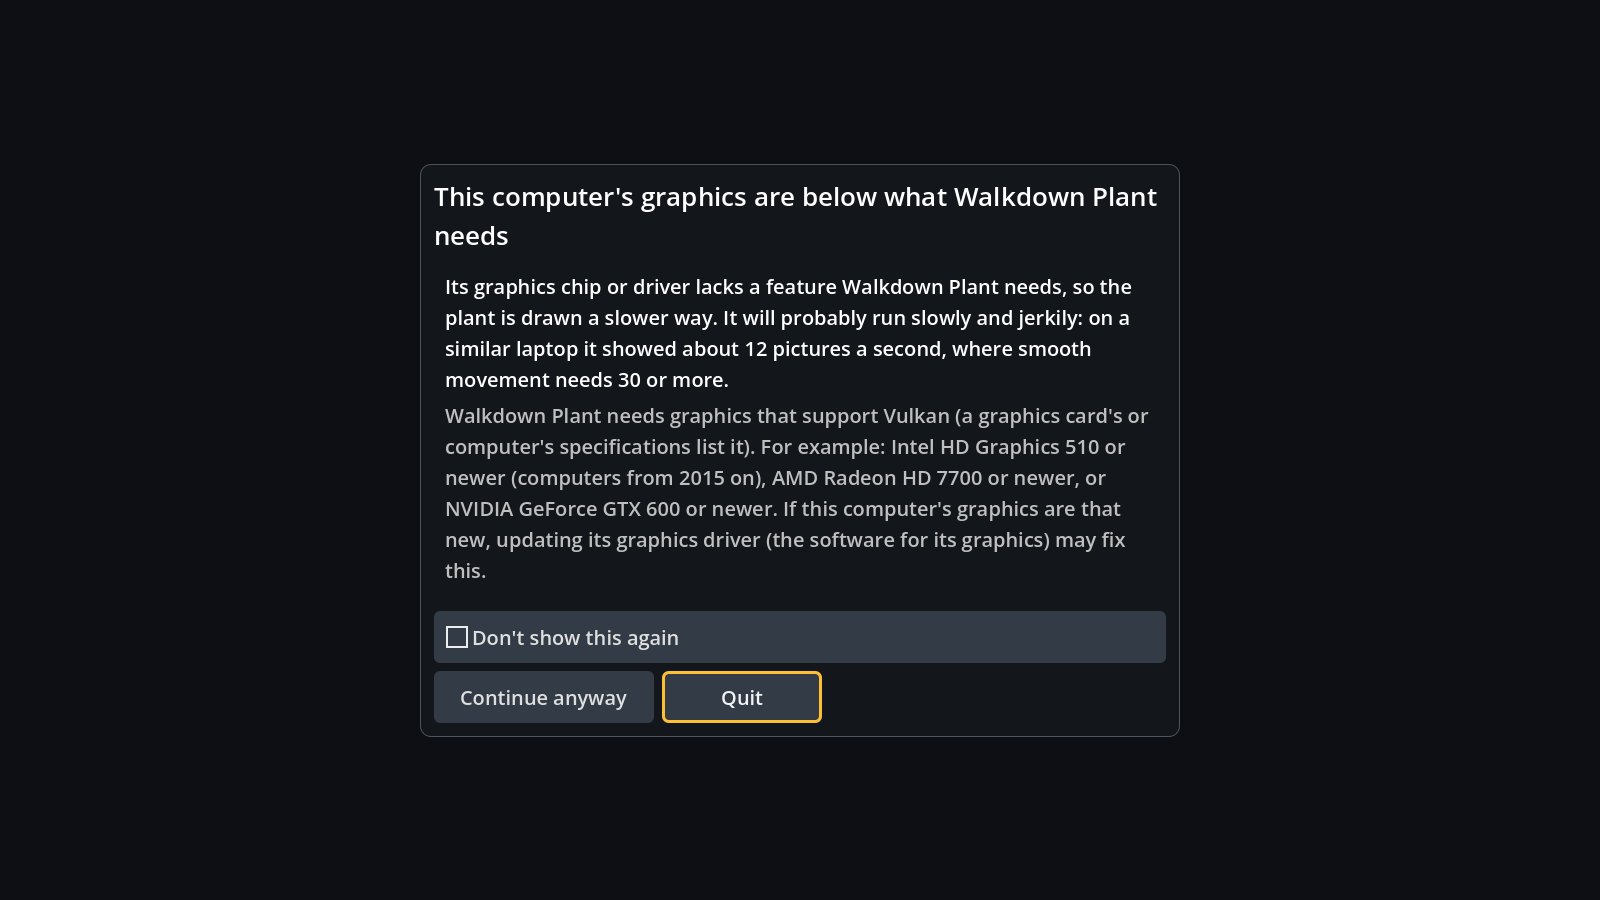 This computer's graphics are below what Walkdown Plant
needs
Its graphics chip or driver lacks a feature Walkdown Plant needs, so the
plant is drawn a slower way. It will probably run slowly and jerkily: on a
similar laptop it showed about 12 pictures a second, where smooth
movement needs 30 or more.
Walkdown Plant needs graphics that support Vulkan (a graphics card's or
computer's specifications list it). For example: Intel HD Graphics 510 or
newer (computers from 2015 on), AMD Radeon HD 7700 or newer, or
NVIDIA GeForce GTX 600 or newer. If this computer's graphics are that
new, updating its graphics driver (the software for its graphics) may fix
this.
Don't show this again
Continue anyway
Quit